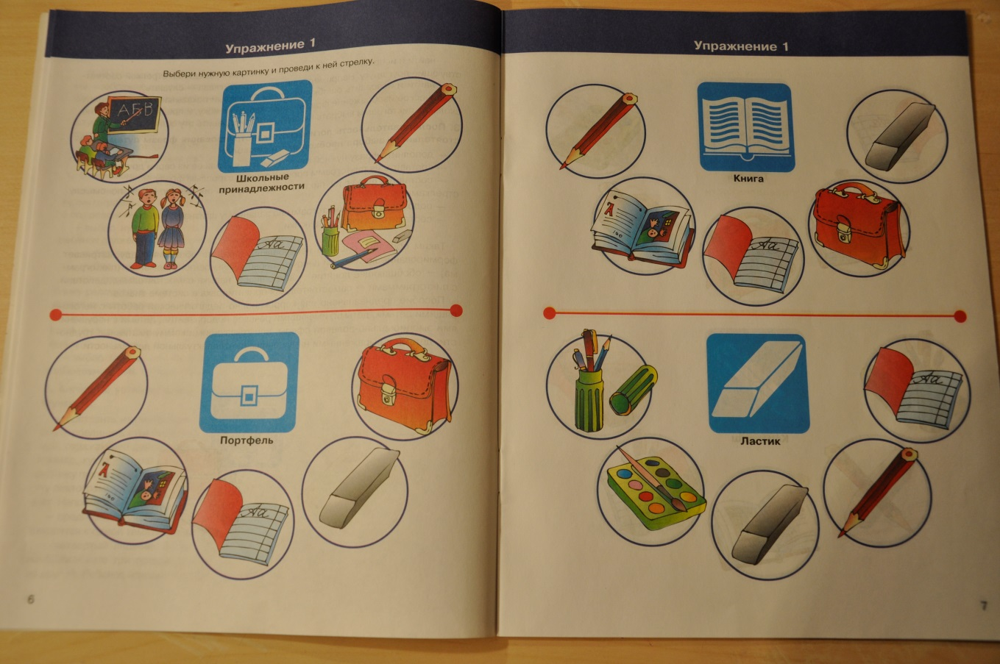 Упражнение 1
Выбери нужную картинку и проведи к ней стрелку.
АБВ
Школьные
принадлежности
Аа
Портфель
А
Аа
6
Упражнение 1
Книга
А
Аа
Ластик
Аа
7